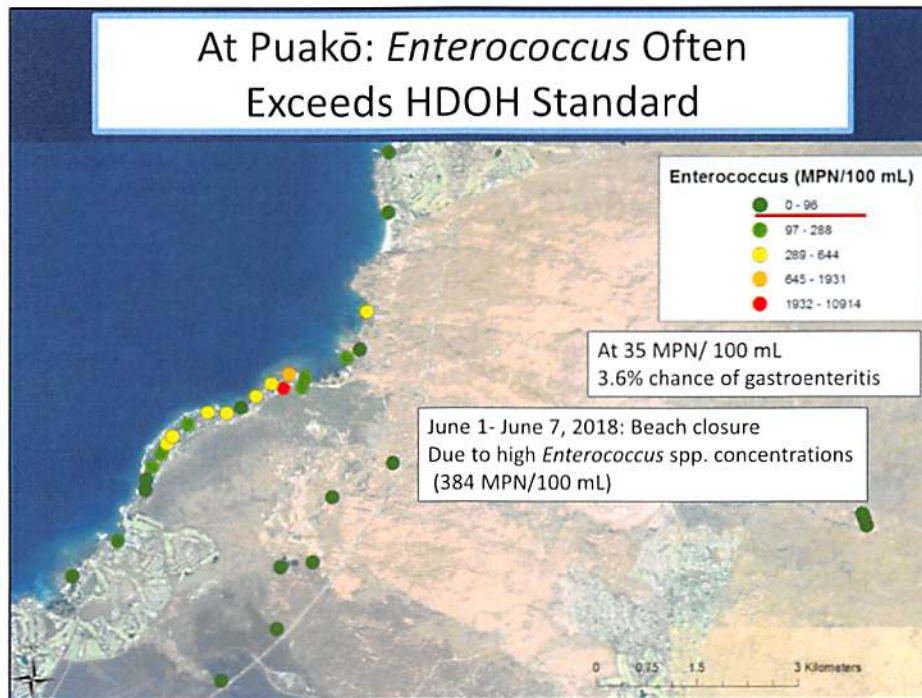 At Puakō: Enterococcus Often
Exceeds HDOH Standard
Enterococcus (MPN/100 mL)
0 - 96
97 - 288
289 - 644
645 - 1931
1932 - 10914
At 35 MPN/ 100 mL
3.6% chance of gastroenteritis
June 1- June 7, 2018: Beach closure
Due to high Enterococcus spp. concentrations
(384 MPN/100 mL)
0 0.75 1.5 3 Kilometers